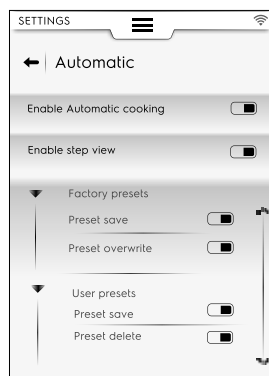 SETTINGS
Automatic
Enable Automatic cooking
Enable step view
Factory presets
Preset save
Preset overwrite
User presets
Preset save
Preset delete